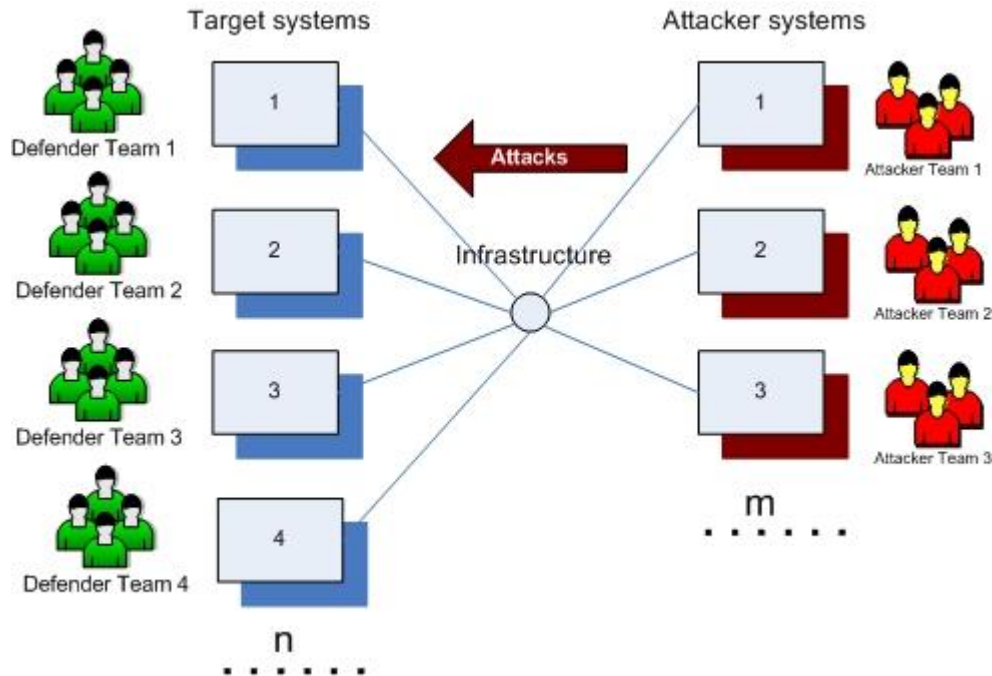 Target systems
Attacker systems
1
Defender Team 1
1
Attacker Team 1
Attacks
2
Defender Team 2
Infrastructure
2
Attacker Team 2
3
Defender Team 3
3
Attacker Team 3
4
Defender Team 4
m
. . . . . .
n
. . . . . .